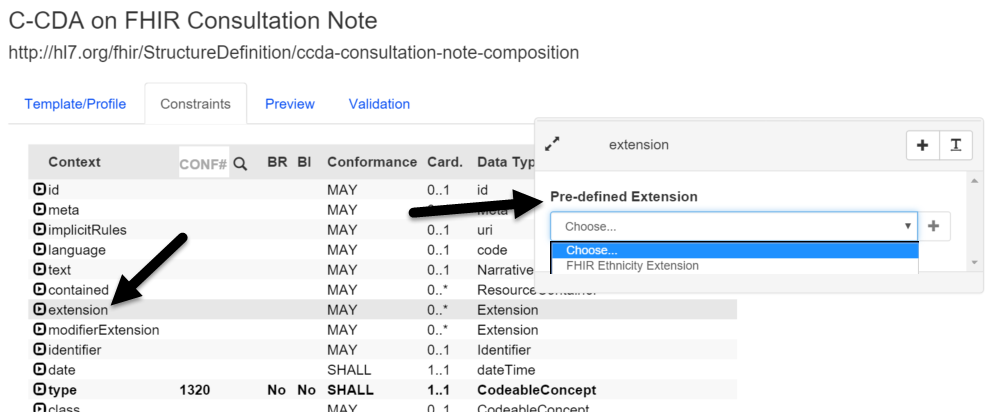 C-CDA on FHIR Consultation Note
http://hl7.org/fhir/StructureDefinition/ccda-consultation-note-composition
Template/Profile Constraints Preview Validation
Context CONF# BR BI Conformance Card. Data Typ
id MAY 0..1 id
meta MAY
implicitRules MAY 0..1 uri
language MAY 0..1 code
text MAY 0..1 Narrative
contained MAY 0..* ResourceContainer
extension MAY 0..* Extension
modifierExtension MAY 0..* Extension
identifier MAY 0..1 Identifier
date SHALL 1..1 dateTime
type 1320 No No SHALL 1..1 CodeableConcept
class MAY 0..1 CodeableConcept
extension + T
Pre-defined Extension
Choose... +
Choose...
FHIR Ethnicity Extension